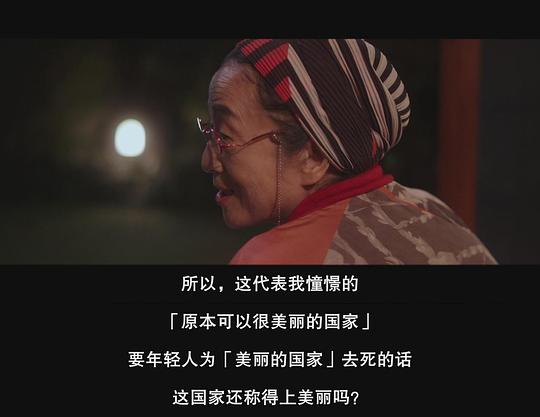 所以，这代表我憧憬的
「原本可以很美丽的国家」
要年轻人为「美丽的国家」去死的话
这国家还称得上美丽吗？